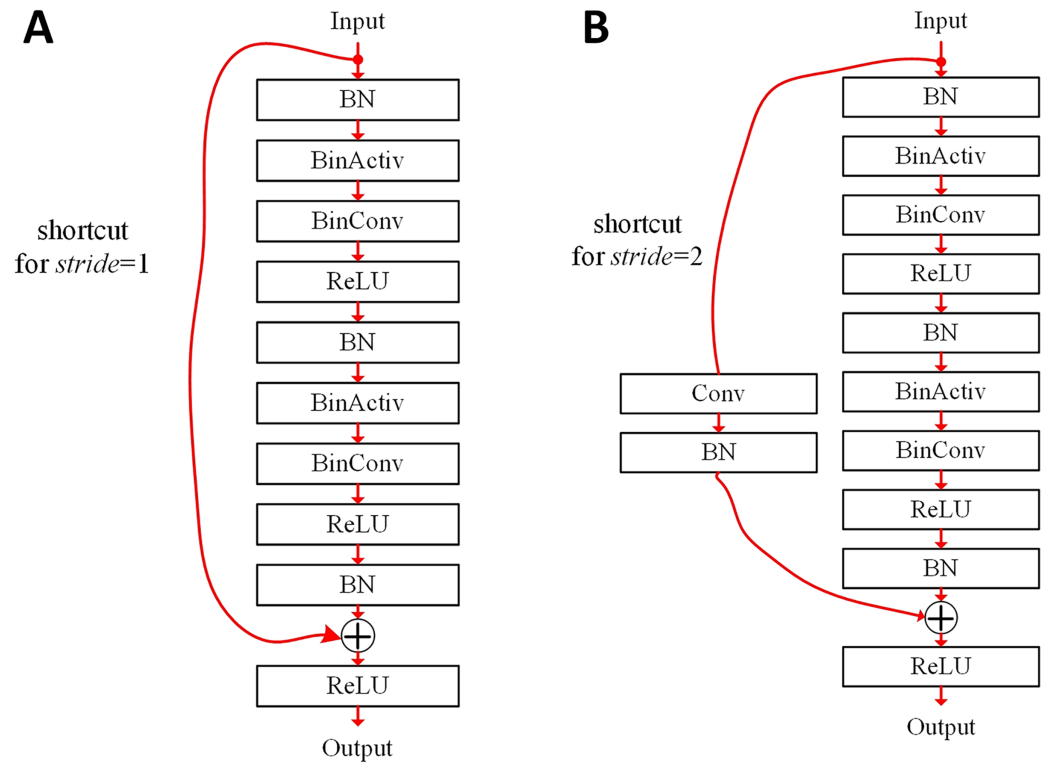 A
Input
BN
BinActiv
BinConv
ReLU
BN
BinActiv
BinConv
ReLU
BN
ReLU
Output
shortcut
for stride=1
B
Input
BN
BinActiv
BinConv
ReLU
BN
BinActiv
BinConv
ReLU
BN
ReLU
Output
shortcut
for stride=2
Conv
BN